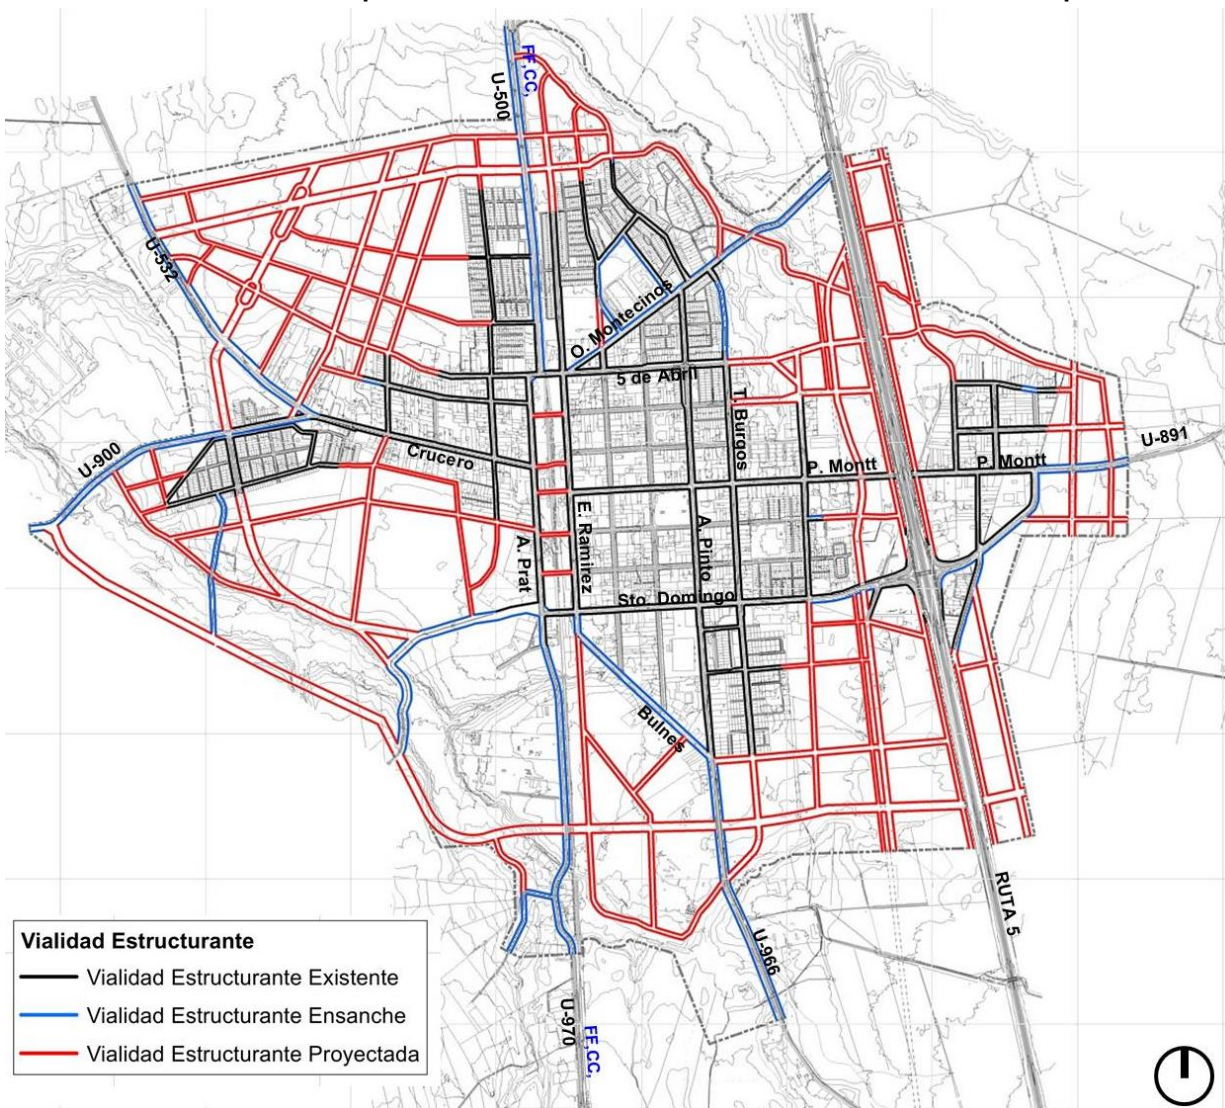 FF,CC,
U-500
U-532
O. Montecinos
5 de Abril
T. Burgos
U-900
Crucero
P. Montt
P. Montt
U-891
E. Ramirez
A. Pinto
A. Prat
Sto. Domingo
Bulnes
RUTA 5
U-966
U-970
FF,CC,
Vialidad Estructurante
Vialidad Estructurante Existente
Vialidad Estructurante Ensanche
Vialidad Estructurante Proyectada